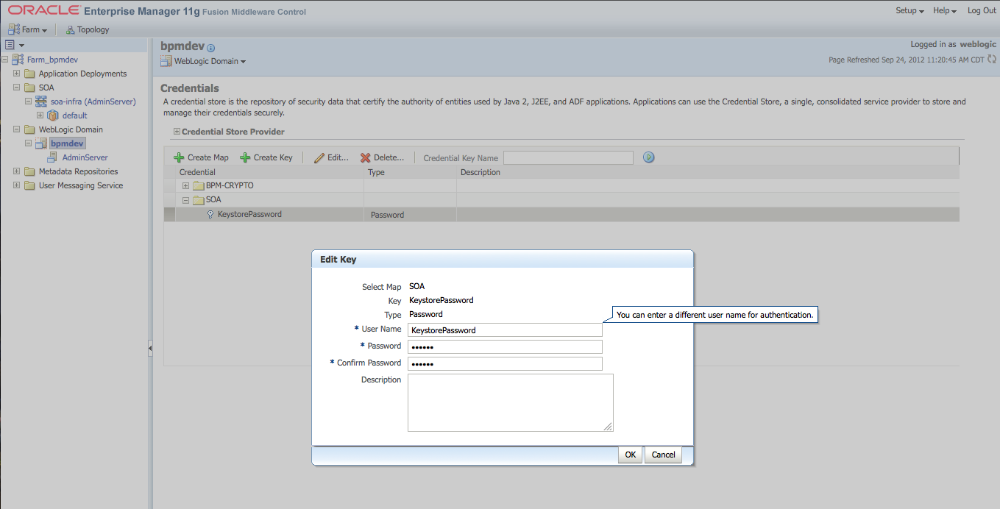 ORACLE Enterprise Manager 11g Fusion Middleware Control
Setup Help Log Out
Farm Topology
bpmdev
Logged in as weblogic
WebLogic Domain
Page Refreshed Sep 24, 2012 11:20:45 AM CDT
Farm_bpmdev
Application Deployments
SOA
soa-infra (AdminServer)
default
WebLogic Domain
bpmdev
AdminServer
Metadata Repositories
User Messaging Service
Credentials
A credential store is the repository of security data that certify the authority of entities used by Java 2, J2EE, and ADF applications. Applications can use the Credential Store, a single, consolidated service provider to store and
manage their credentials securely.
Credential Store Provider
Create Map Create Key Edit... Delete... Credential Key Name
Credential Type Description
BPM-CRYPTO
SOA
KeystorePassword Password
Edit Key
Select Map SOA
Key KeystorePassword
Type Password
You can enter a different user name for authentication.
* User Name KeystorePassword
* Password ••••••
* Confirm Password ••••••
Description
OK Cancel